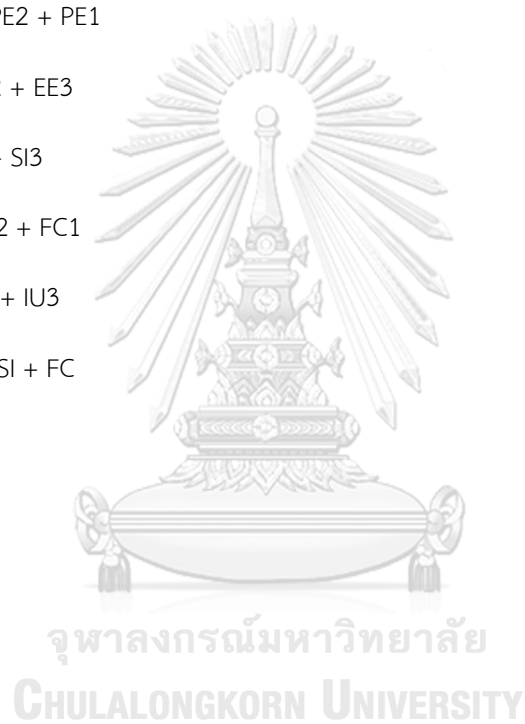 PE2 + PE1
+ EE3
SI3
2 + FC1
+ IU3
SI + FC
จุฬาลงกรณ์มหาวิทยาลัย
CHULALONGKORN UNIVERSITY